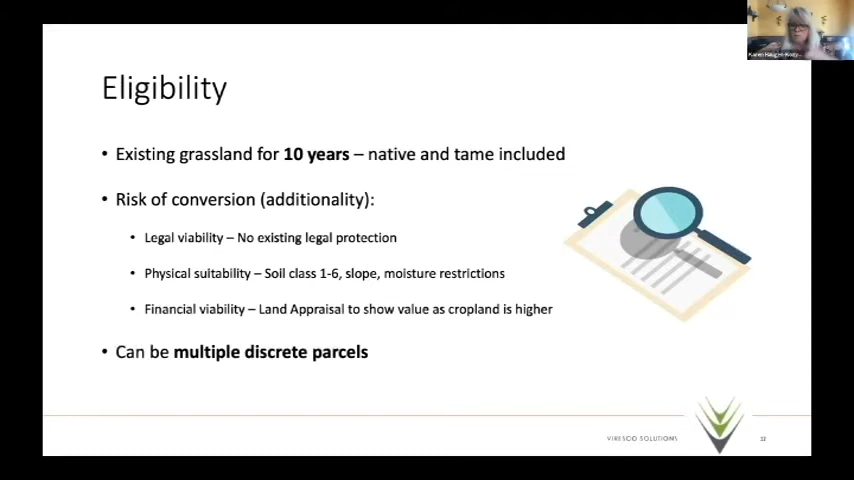 Eligibility
• Existing grassland for 10 years – native and tame included
• Risk of conversion (additionality):
• Legal viability – No existing legal protection
• Physical suitability – Soil class 1-6, slope, moisture restrictions
• Financial viability – Land Appraisal to show value as cropland is higher
• Can be multiple discrete parcels
VIRESCO SOLUTIONS